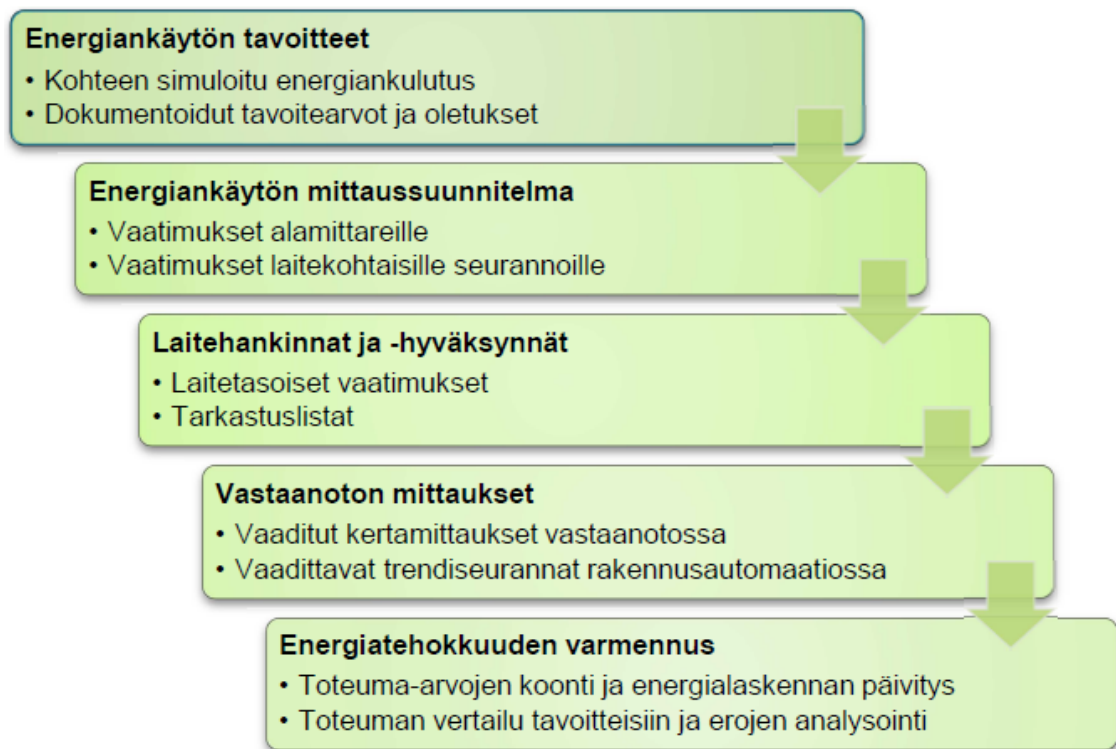 Energiankäytön tavoitteet
• Kohteen simuloitu energiankulutus
• Dokumentoidut tavoitearvot ja oletukset
Energiankäytön mittaussuunnitelma
• Vaatimukset alamittareille
• Vaatimukset laitekohtaisille seurannoille
Laitehankinnat ja -hyväksynnät
• Laitetasoiset vaatimukset
• Tarkastuslistat
Vastaanoton mittaukset
• Vaaditut kertamittaukset vastaanotossa
• Vaadittavat trendiseurannat rakennusautomaatiossa
Energiatehokkuuden varmennus
• Toteuma-arvojen koonti ja energialaskennan päivitys
• Toteuman vertailu tavoitteisiin ja erojen analysointi